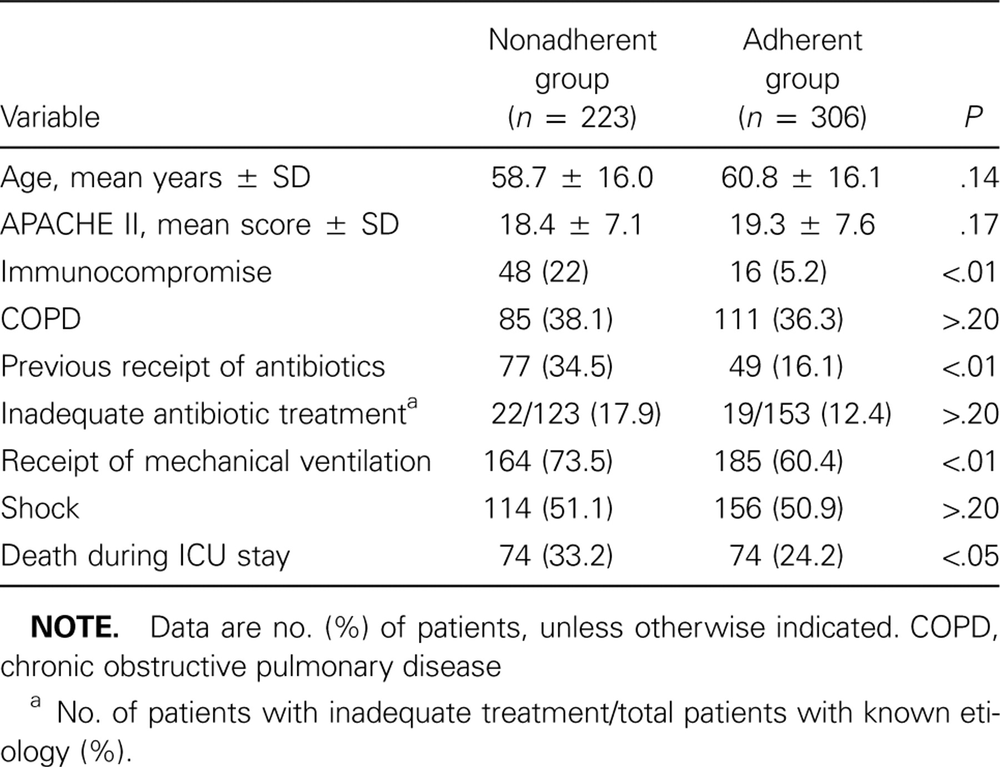 Variable Nonadherent group (n = 223) Adherent group (n = 306) P
Age, mean years ± SD 58.7 ± 16.0 60.8 ± 16.1 .14
APACHE II, mean score ± SD 18.4 ± 7.1 19.3 ± 7.6 .17
Immunocompromise 48 (22) 16 (5.2) <.01
COPD 85 (38.1) 111 (36.3) >.20
Previous receipt of antibiotics 77 (34.5) 49 (16.1) <.01
Inadequate antibiotic treatmentᵃ 22/123 (17.9) 19/153 (12.4) >.20
Receipt of mechanical ventilation 164 (73.5) 185 (60.4) <.01
Shock 114 (51.1) 156 (50.9) >.20
Death during ICU stay 74 (33.2) 74 (24.2) <.05
NOTE. Data are no. (%) of patients, unless otherwise indicated. COPD,
chronic obstructive pulmonary disease
ᵃ No. of patients with inadequate treatment/total patients with known eti-
ology (%).